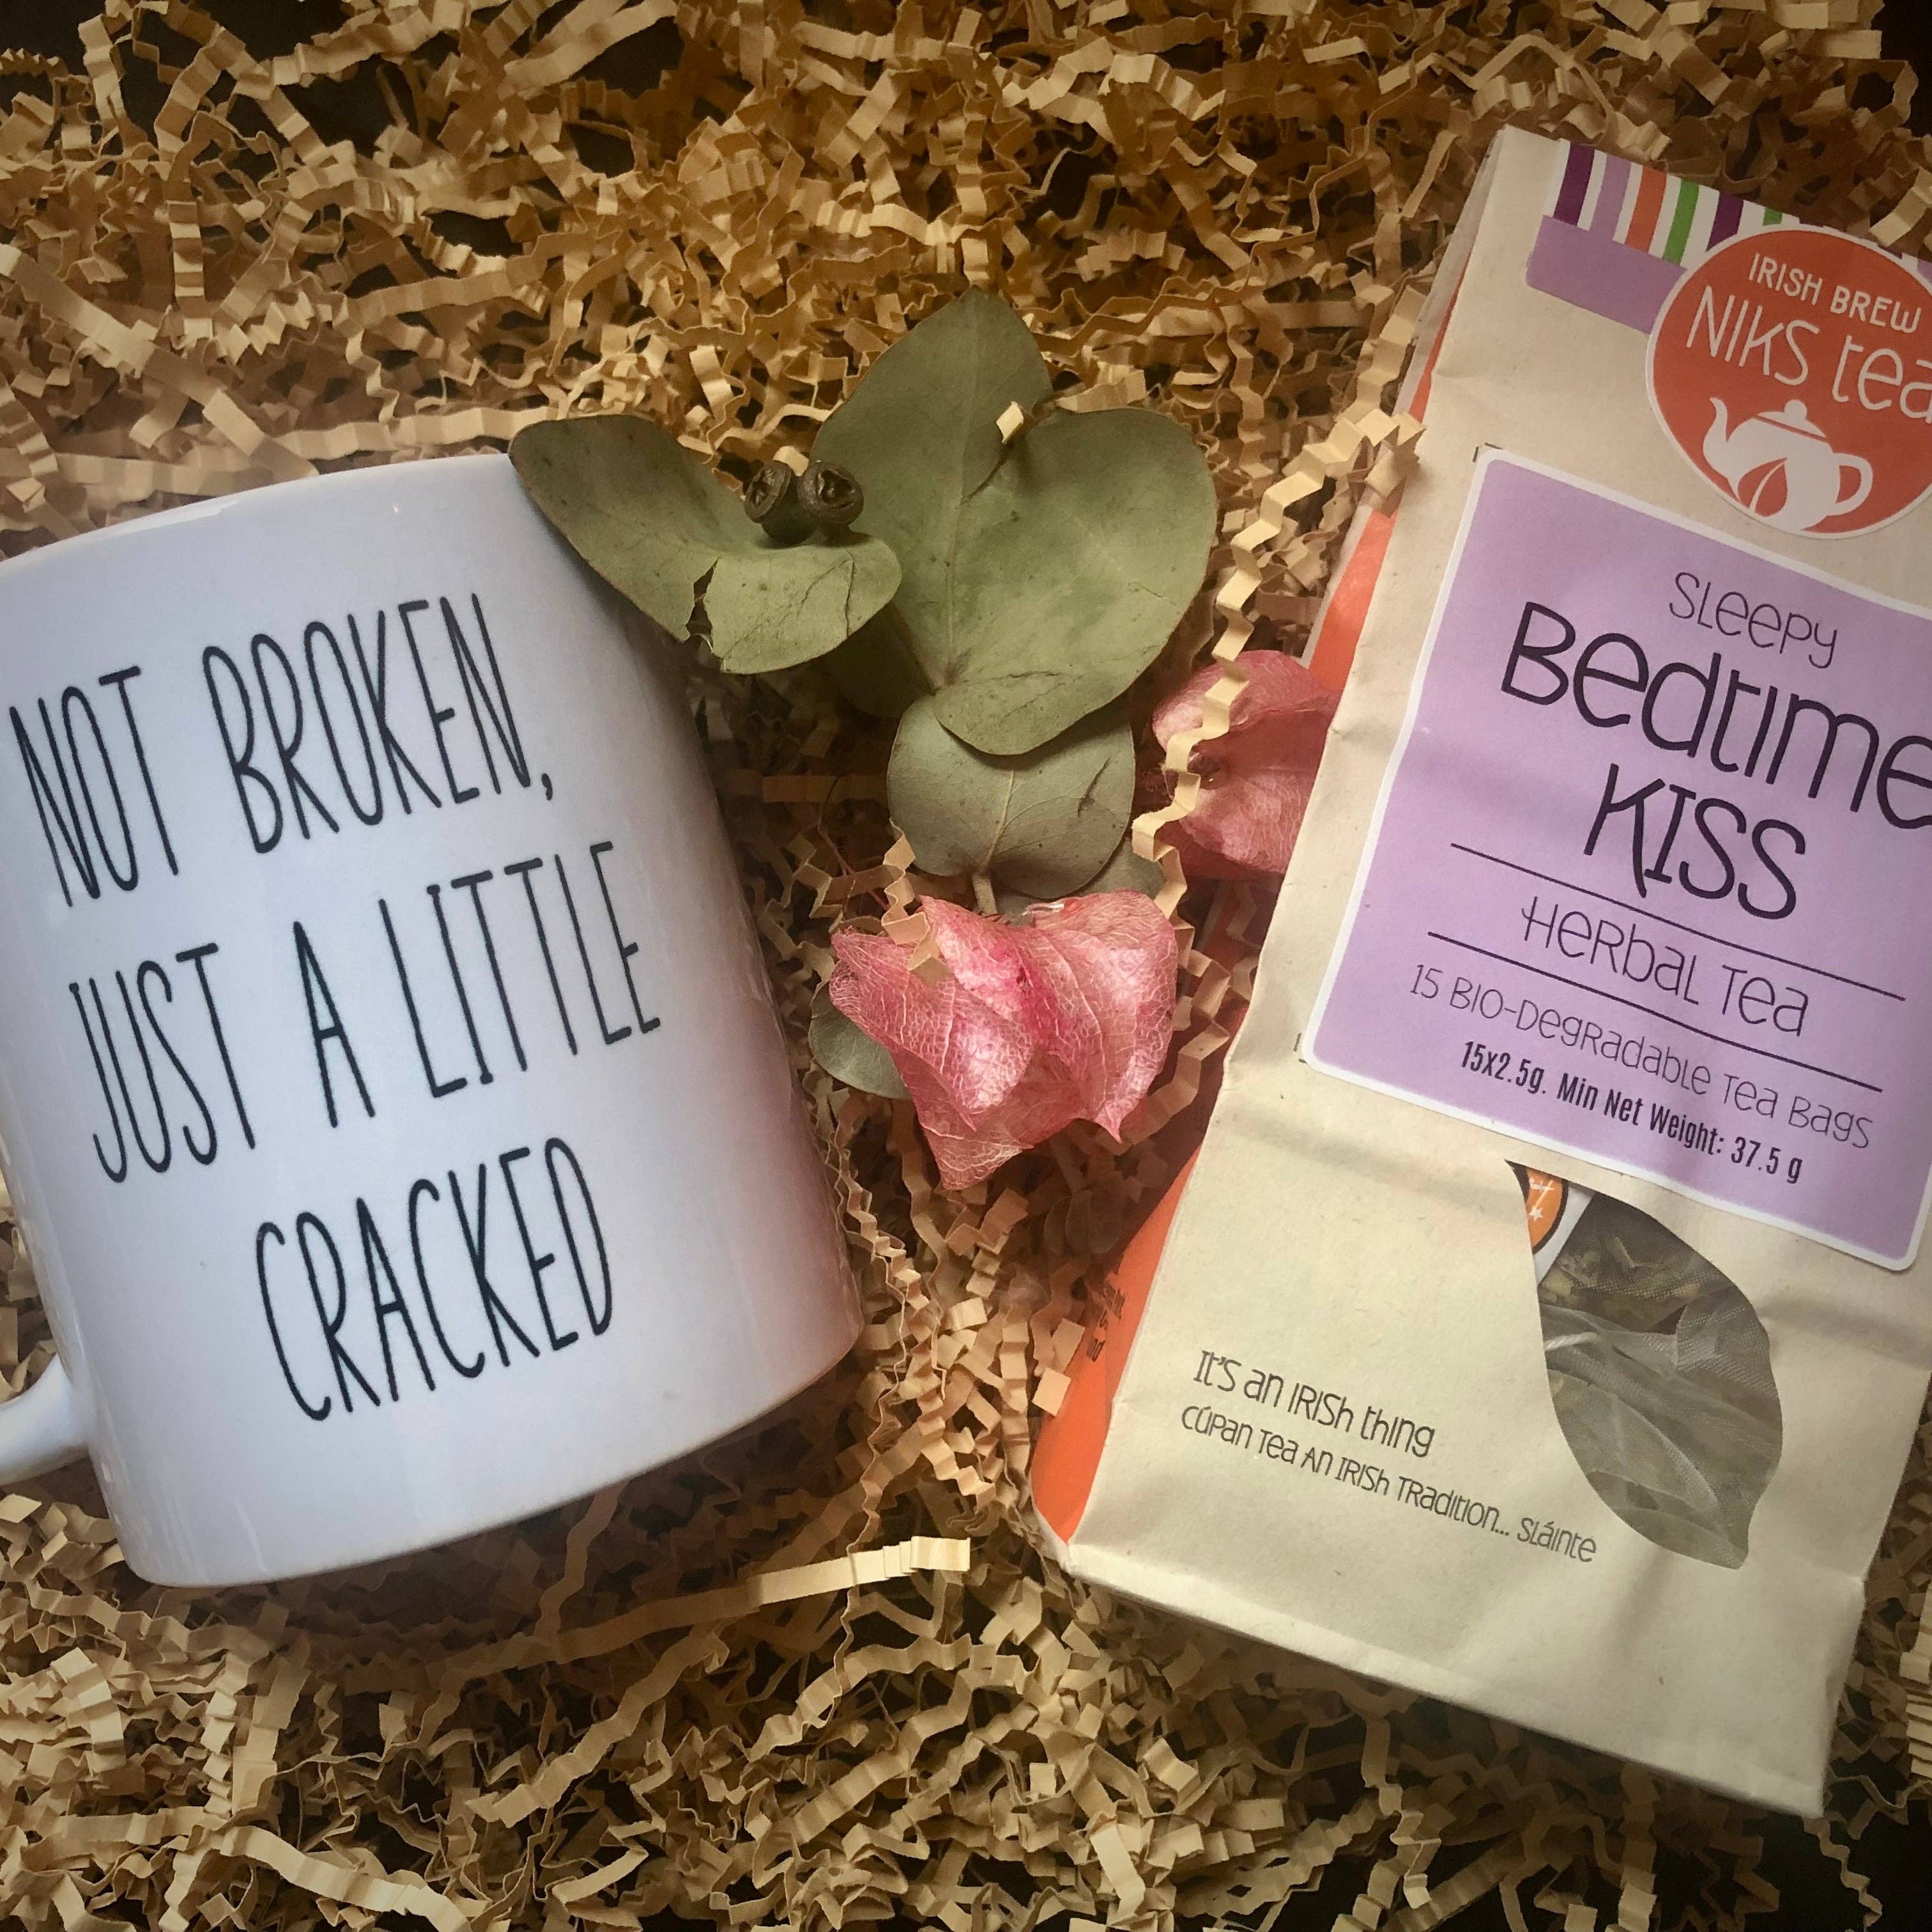 NOT BROKEN,
JUST A LITTLE
CRACKED
IRISH BREW
NIKS tea
SLeepy
Bedtime
KISS
Herbal Tea
15 BIO-DegRadable Tea Bags
15x2.5g. Min Net Weight: 37.5 g
It's an IRISh thing
Cúpan Tea An IRISh TRadition... Sláinte